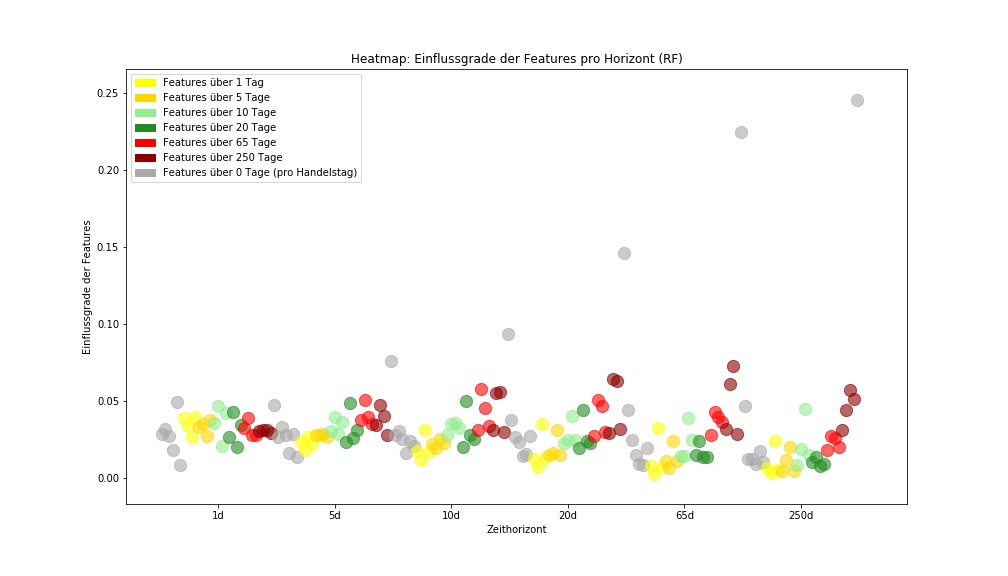 Heatmap: Einflussgrade der Features pro Horizont (RF)
Features über 1 Tag
Features über 5 Tage
Features über 10 Tage
Features über 20 Tage
Features über 65 Tage
Features über 250 Tage
Features über 0 Tage (pro Handelstag)
0.25
0.20
0.15
0.10
0.05
0.00
Einflussgrade der Features
1d 5d 10d 20d 65d 250d
Zeithorizont